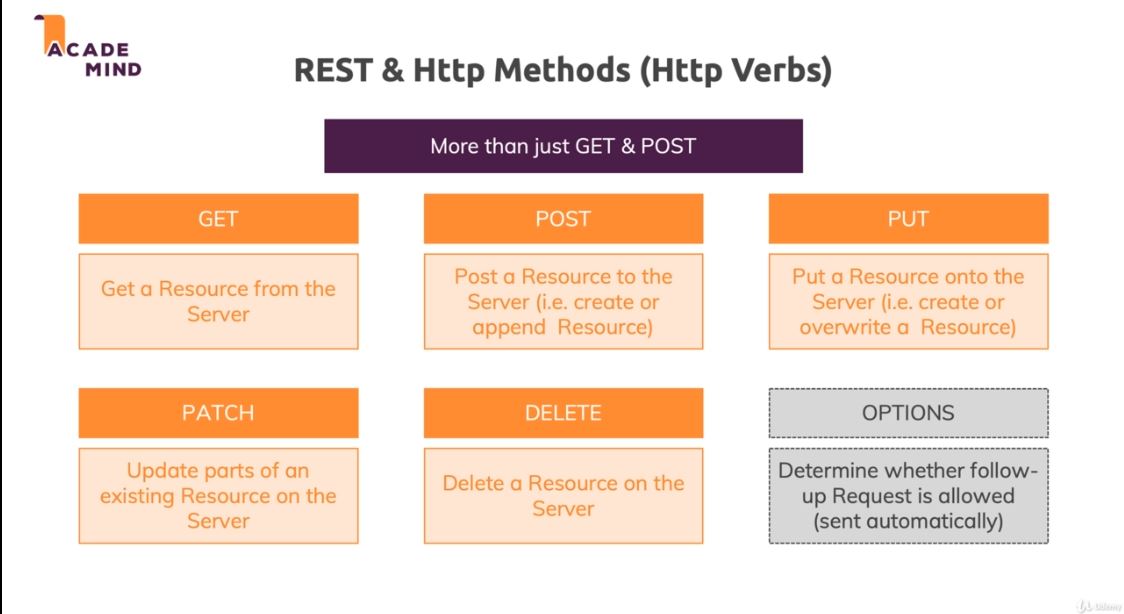 ACADE
MIND
REST & Http Methods (Http Verbs)
More than just GET & POST
GET
Get a Resource from the
Server
POST
Post a Resource to the
Server (i.e. create or
append Resource)
PUT
Put a Resource onto the
Server (i.e. create or
overwrite a Resource)
PATCH
Update parts of an
existing Resource on the
Server
DELETE
Delete a Resource on the
Server
OPTIONS
Determine whether follow-
up Request is allowed
(sent automatically)
Udemy